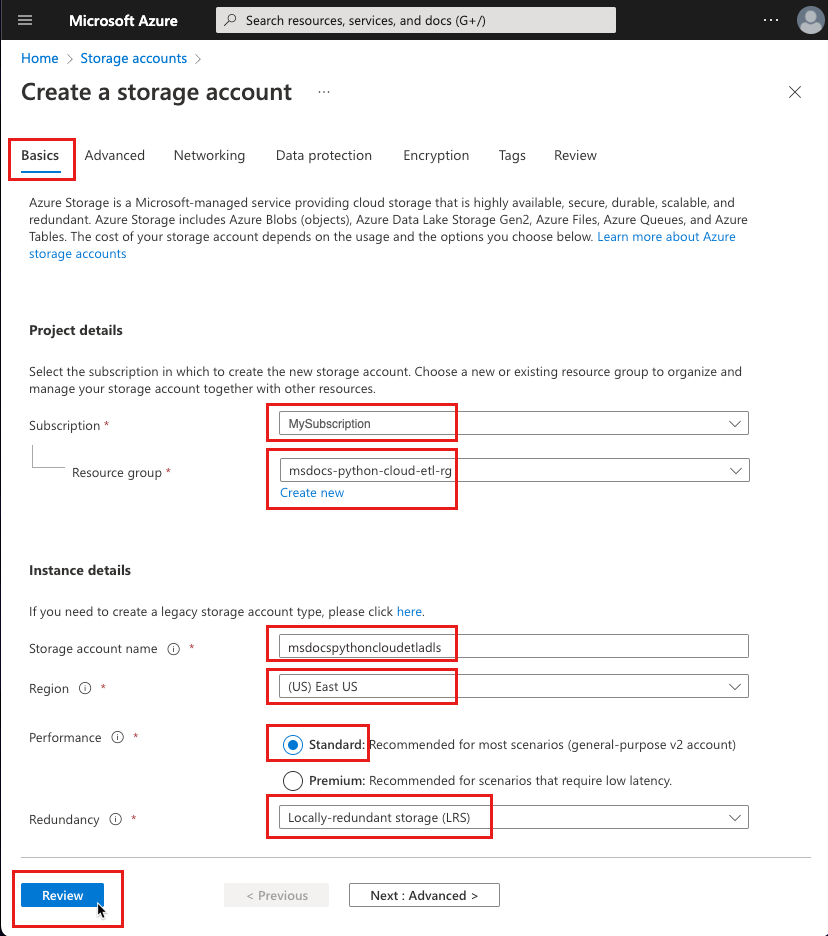 Microsoft Azure
Search resources, services, and docs (G+/)
...
Home > Storage accounts >
Create a storage account ...
Basics Advanced Networking Data protection Encryption Tags Review
Azure Storage is a Microsoft-managed service providing cloud storage that is highly available, secure, durable, scalable, and
redundant. Azure Storage includes Azure Blobs (objects), Azure Data Lake Storage Gen2, Azure Files, Azure Queues, and Azure
Tables. The cost of your storage account depends on the usage and the options you choose below. Learn more about Azure
storage accounts
Project details
Select the subscription in which to create the new storage account. Choose a new or existing resource group to organize and
manage your storage account together with other resources.
Subscription * MySubscription
Resource group * msdocs-python-cloud-etl-rg
Create new
Instance details
If you need to create a legacy storage account type, please click here.
Storage account name * msdocspythoncloudetladls
Region * (US) East US
Performance * Standard: Recommended for most scenarios (general-purpose v2 account)
Premium: Recommended for scenarios that require low latency.
Redundancy * Locally-redundant storage (LRS)
Review < Previous Next : Advanced >